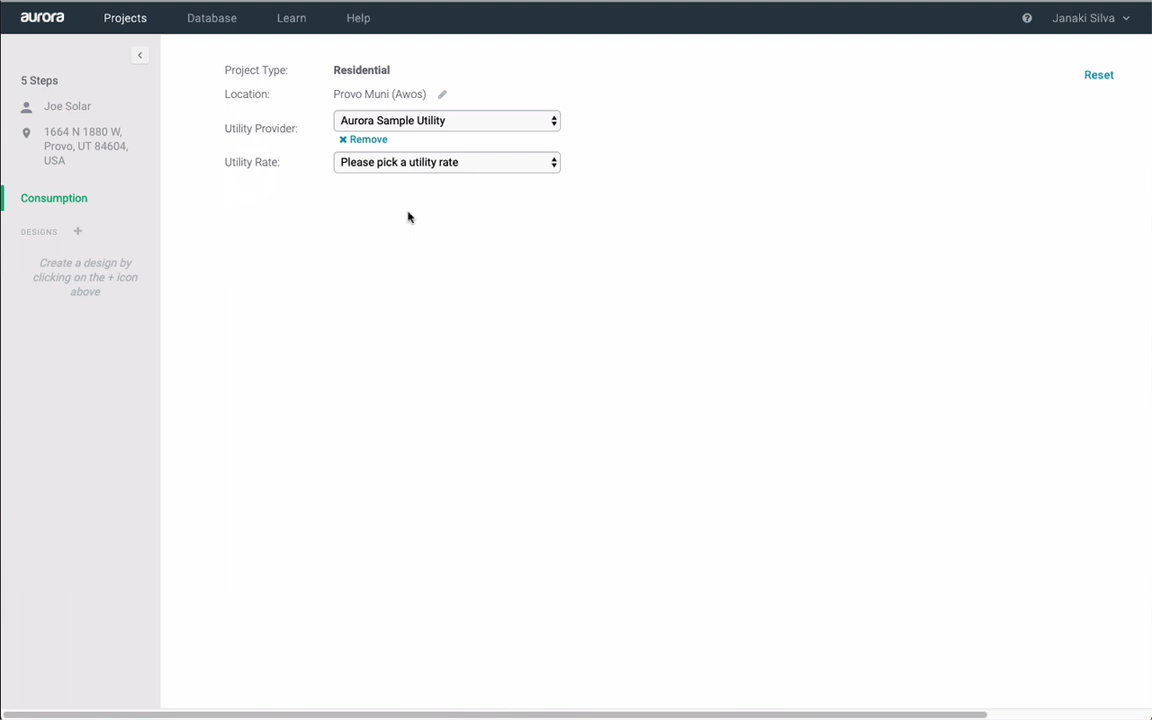 aurora Projects Database Learn Help Janaki Silva
5 Steps
Joe Solar
1664 N 1880 W,
Provo, UT 84604,
USA
Consumption
DESIGNS +
Create a design by
clicking on the + icon
above
Project Type: Residential
Reset
Location: Provo Muni (Awos)
Utility Provider: Aurora Sample Utility
Remove
Utility Rate: Please pick a utility rate